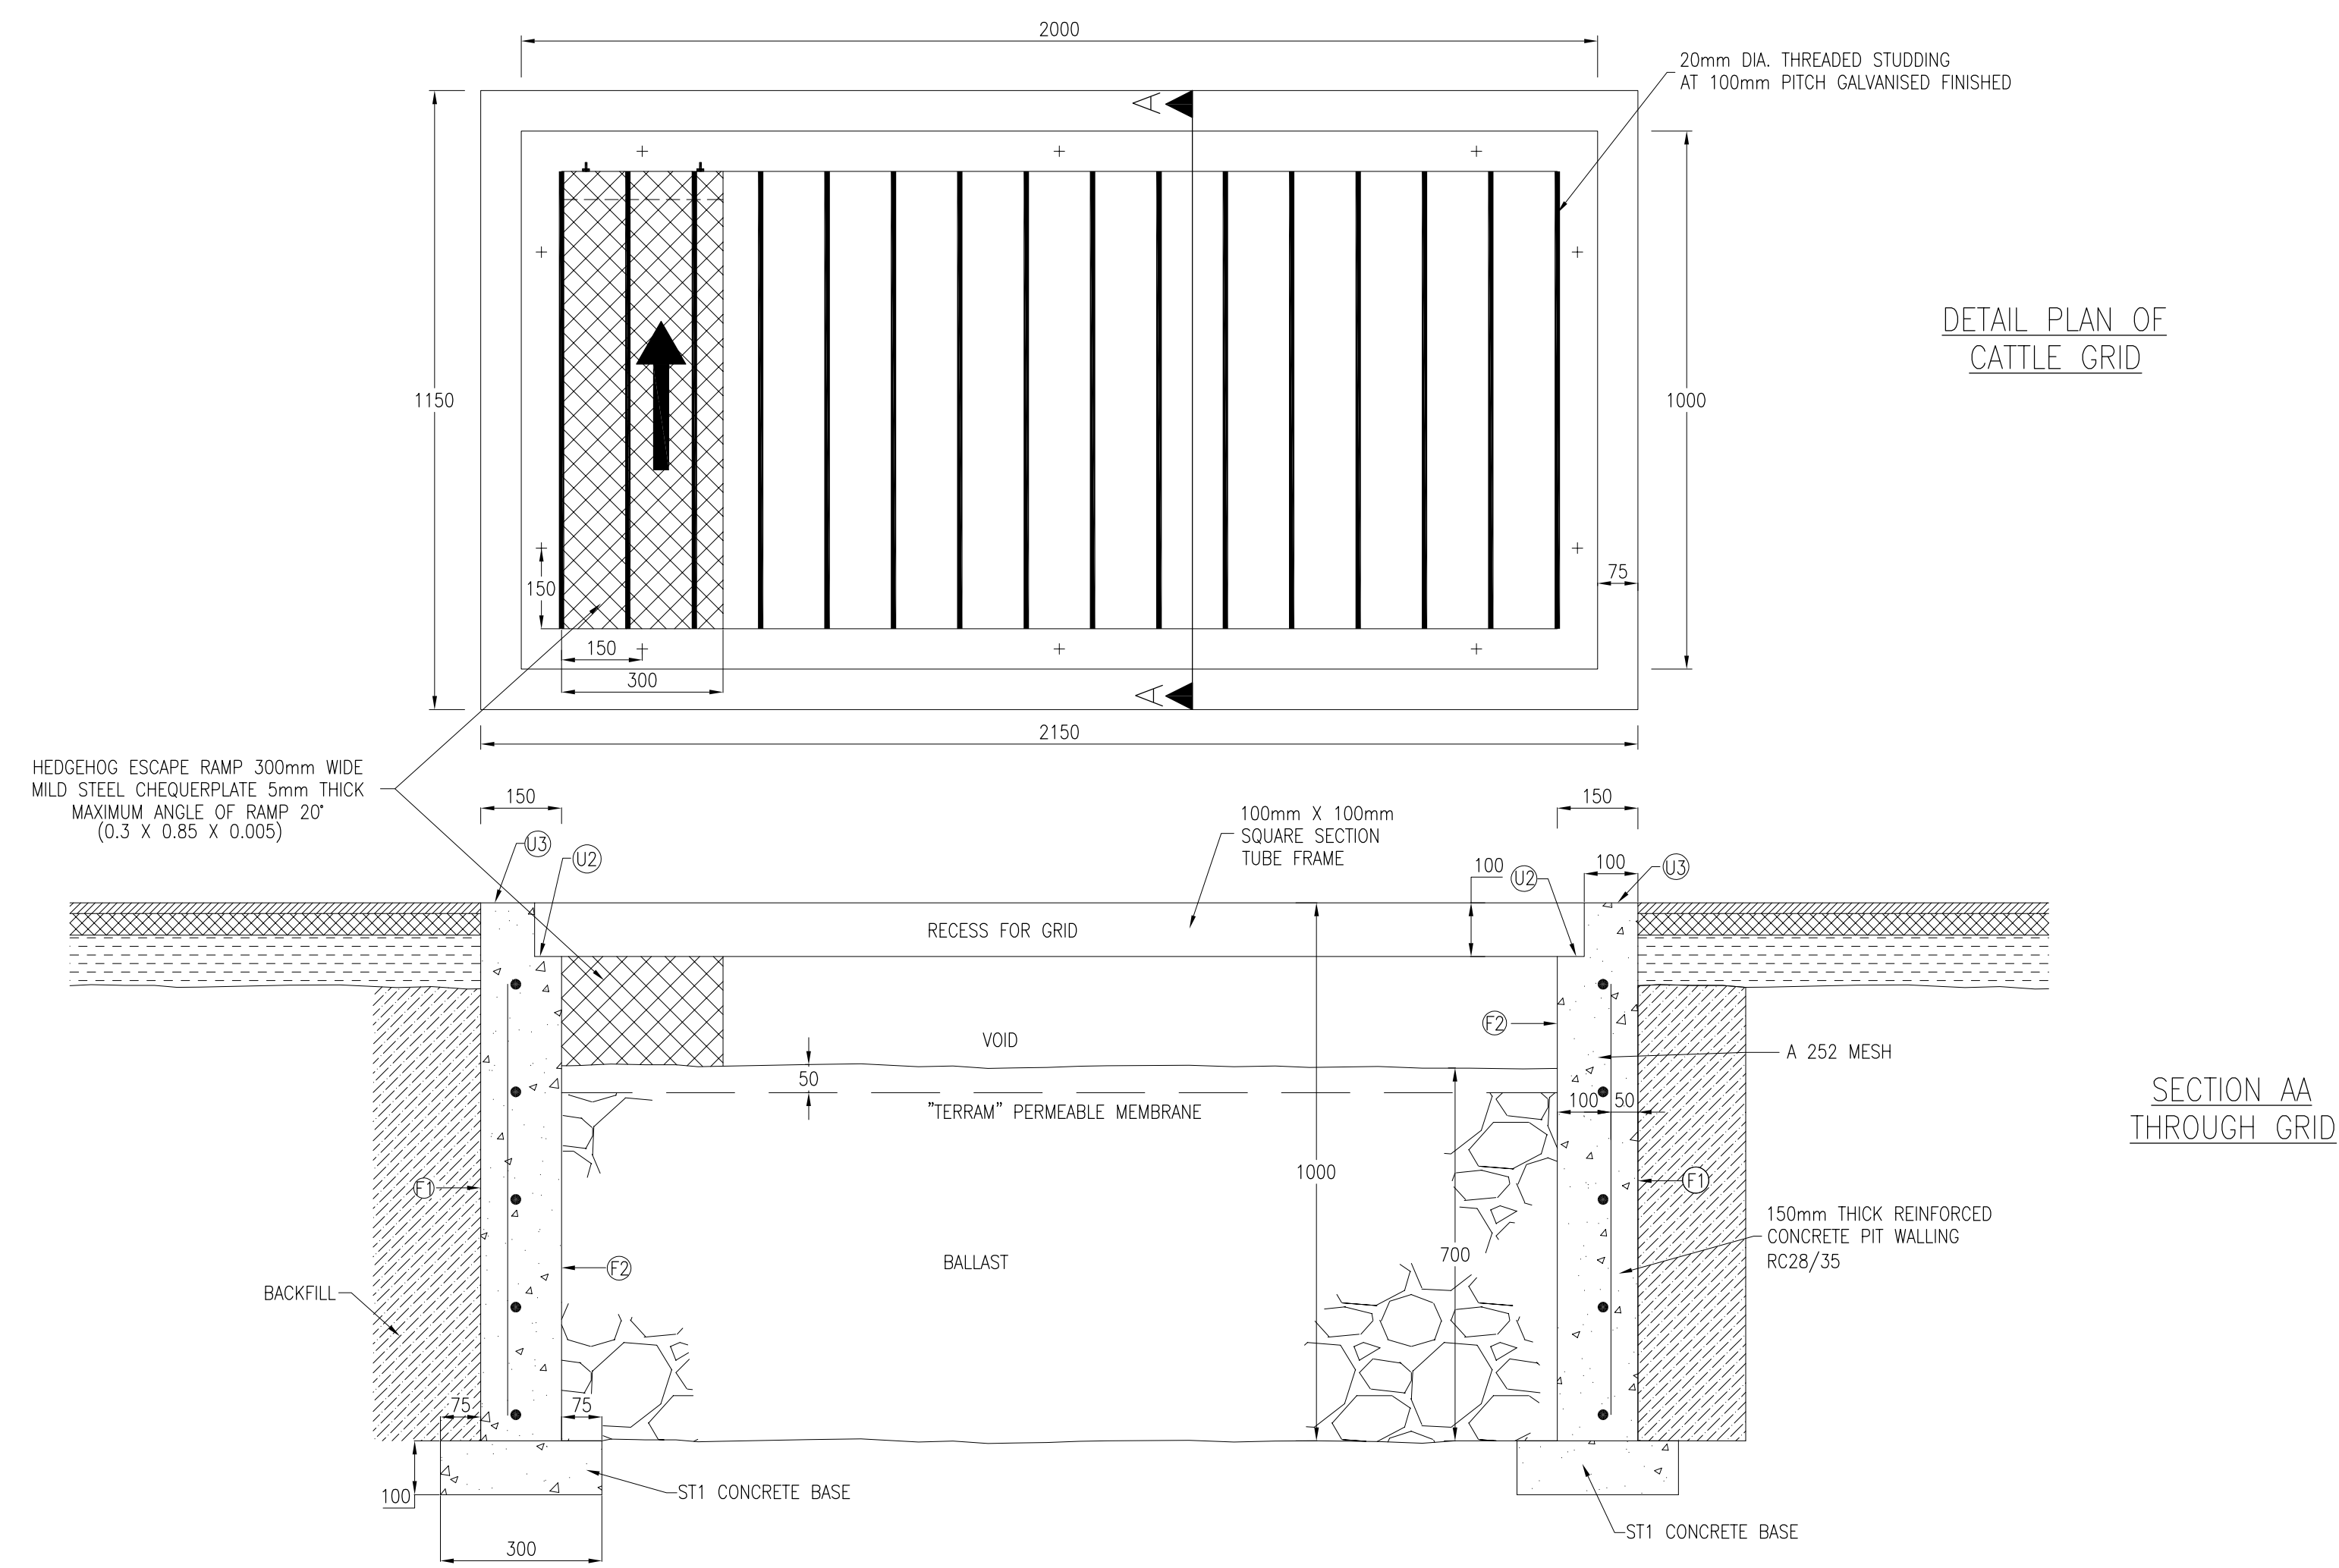 2000
20mm DIA. THREADED STUDDING
AT 100mm PITCH GALVANISED FINISHED
A
DETAIL PLAN OF
CATTLE GRID
1150
1000
75
150
150
300
A
2150
HEDGEHOG ESCAPE RAMP 300mm WIDE
MILD STEEL CHEQUERPLATE 5mm THICK
MAXIMUM ANGLE OF RAMP 20°
(0.3 X 0.85 X 0.005)
150
U3
U2
100mm X 100mm
SQUARE SECTION
TUBE FRAME
150
100
U2
100
U3
RECESS FOR GRID
VOID
F2
A 252 MESH
50
"TERRAM" PERMEABLE MEMBRANE
100
50
SECTION AA
THROUGH GRID
1000
F1
F1
150mm THICK REINFORCED
CONCRETE PIT WALLING
RC28/35
700
BALLAST
F2
BACKFILL
75
75
100
ST1 CONCRETE BASE
ST1 CONCRETE BASE
300